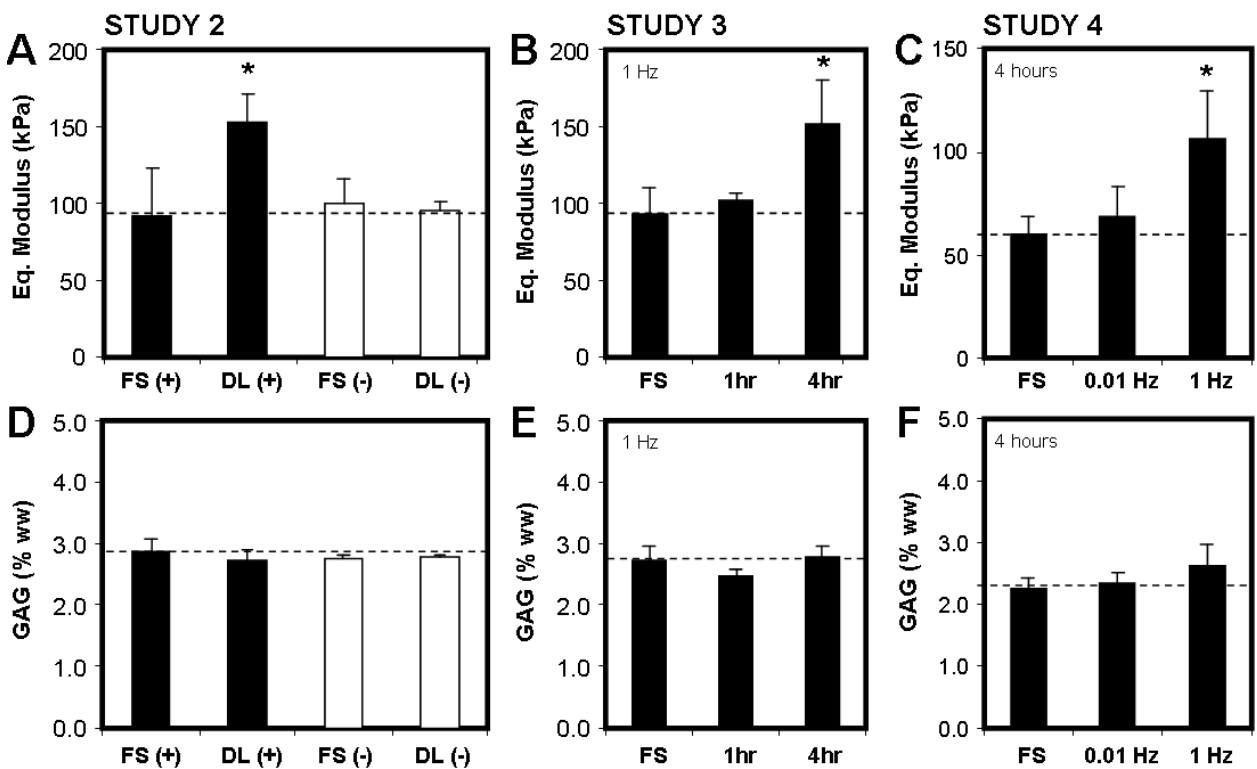 STUDY 2
A
200
150
100
50
0
Eq. Modulus (kPa)
*
FS (+) DL (+) FS (-) DL (-)
STUDY 3
B
200
150
100
50
0
Eq. Modulus (kPa)
1 Hz
*
FS 1hr 4hr
STUDY 4
C
150
100
50
0
Eq. Modulus (kPa)
4 hours
*
FS 0.01 Hz 1 Hz
D
5.0
4.0
3.0
2.0
1.0
0.0
GAG (% ww)
FS (+) DL (+) FS (-) DL (-)
E
5.0
4.0
3.0
2.0
1.0
0.0
GAG (% ww)
1 Hz
FS 1hr 4hr
F
5.0
4.0
3.0
2.0
1.0
0.0
GAG (% ww)
4 hours
FS 0.01 Hz 1 Hz